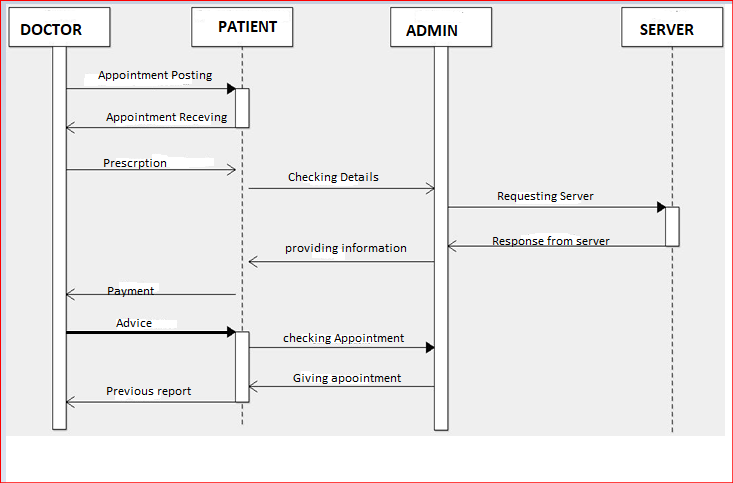 DOCTOR
PATIENT
ADMIN
SERVER
Appointment Posting
Appointment Receving
Prescrption
Checking Details
Requesting Server
Response from server
providing information
Payment
Advice
checking Appointment
Giving apoointment
Previous report